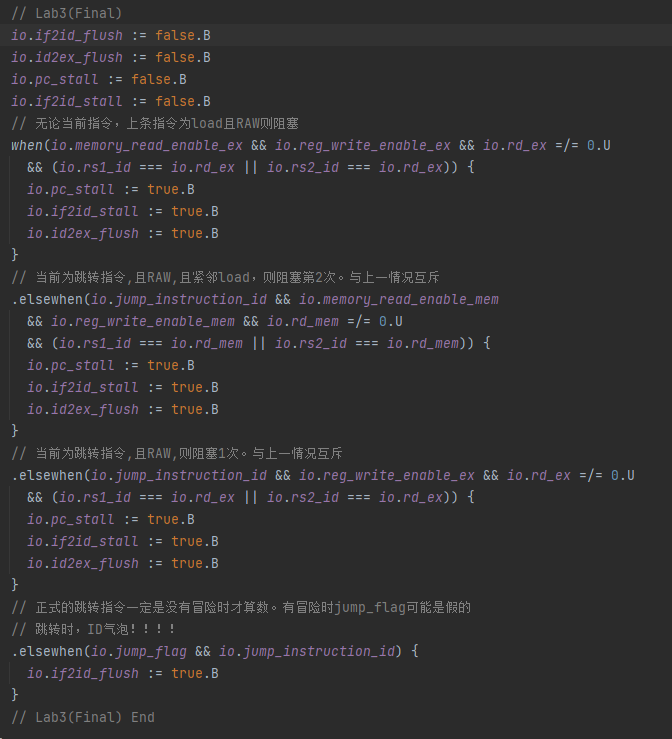 // Lab3(Final)
io.if2id_flush := false.B
io.id2ex_flush := false.B
io.pc_stall := false.B
io.if2id_stall := false.B
// 无论当前指令，上条指令为load且RAW则阻塞
when(io.memory_read_enable_ex && io.reg_write_enable_ex && io.rd_ex =/= 0.U
  && (io.rs1_id === io.rd_ex || io.rs2_id === io.rd_ex)) {
  io.pc_stall := true.B
  io.if2id_stall := true.B
  io.id2ex_flush := true.B
}
// 当前为跳转指令,且RAW,且紧邻load，则阻塞第2次。与上一情况互斥
.elsewhen(io.jump_instruction_id && io.memory_read_enable_mem
  && io.reg_write_enable_mem && io.rd_mem =/= 0.U
  && (io.rs1_id === io.rd_mem || io.rs2_id === io.rd_mem)) {
  io.pc_stall := true.B
  io.if2id_stall := true.B
  io.id2ex_flush := true.B
}
// 当前为跳转指令,且RAW,则阻塞1次。与上一情况互斥
.elsewhen(io.jump_instruction_id && io.reg_write_enable_ex && io.rd_ex =/= 0.U
  && (io.rs1_id === io.rd_ex || io.rs2_id === io.rd_ex)) {
  io.pc_stall := true.B
  io.if2id_stall := true.B
  io.id2ex_flush := true.B
}
// 正式的跳转指令一定是没有冒险时才算数。有冒险时jump_flag可能是假的
// 跳转时，ID气泡！！！！
.elsewhen(io.jump_flag && io.jump_instruction_id) {
  io.if2id_flush := true.B
}
// Lab3(Final) End